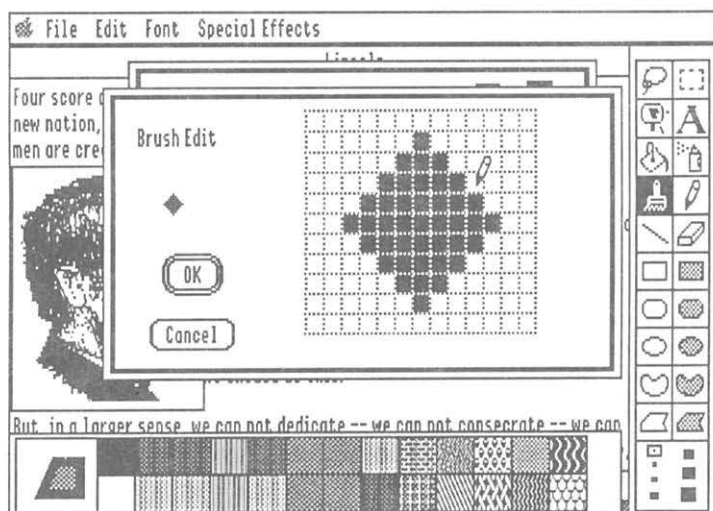 File Edit Font Special Effects
Lincoln
Four score
new nation,
men are cre
Brush Edit
OK
Cancel
A
But, in a larger sense, we can not dedicate -- we can not consecrate -- we can